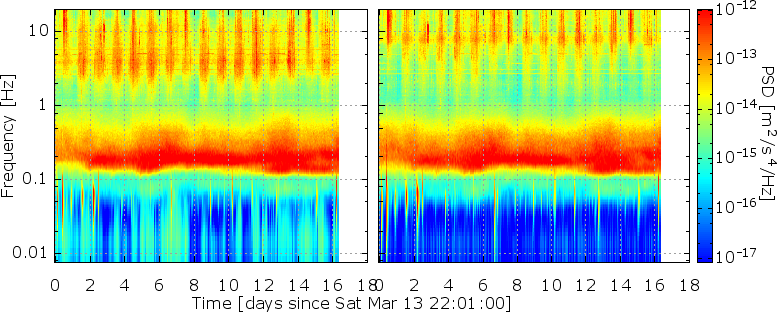 10
1
0.1
0.01
Frequency [Hz]
0 2 4 6 8 10 12 14 16 18
0 2 4 6 8 10 12 14 16 18
Time [days since Sat Mar 13 22:01:00]
10⁻¹²
10⁻¹³
10⁻¹⁴
10⁻¹⁵
10⁻¹⁶
10⁻¹⁷
PSD [m²/s⁴/Hz]